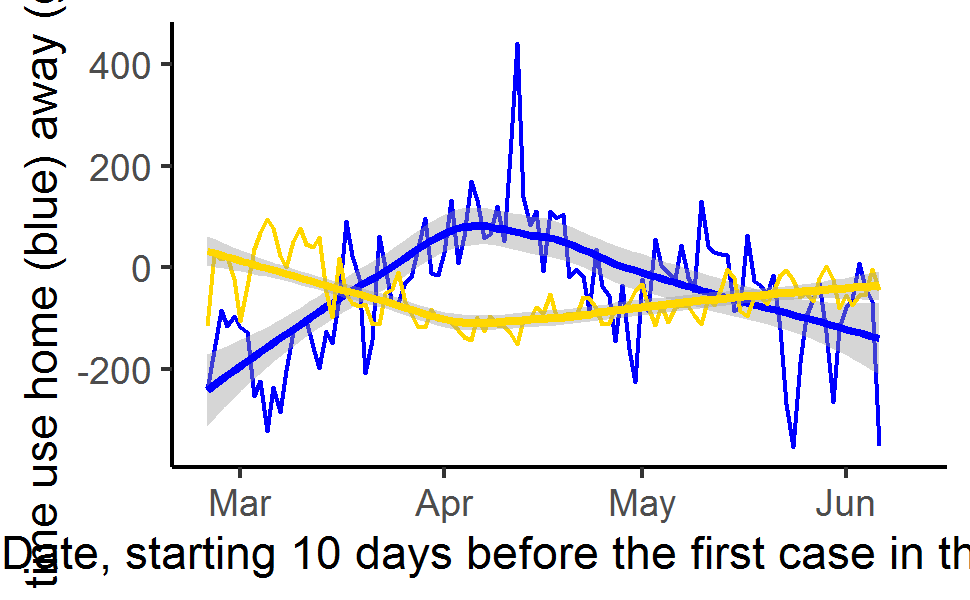 time use home (blue) away (
400
200
0
-200
Mar Apr May Jun
Date, starting 10 days before the first case in th